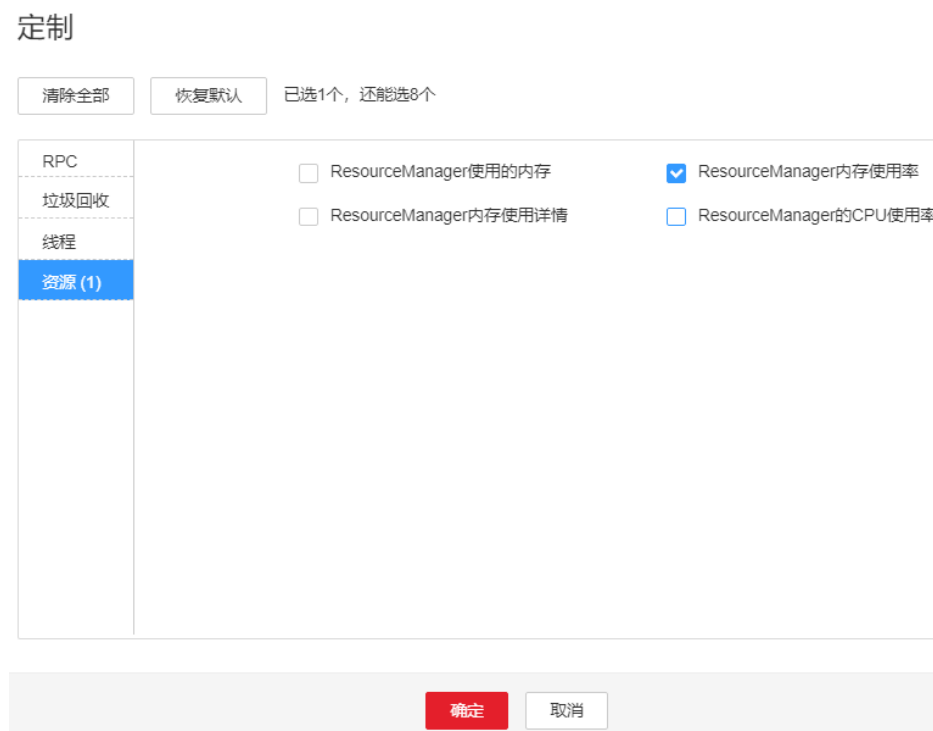 定制
清除全部 恢复默认 已选1个，还能选8个
RPC
垃圾回收
线程
资源 (1)
ResourceManager使用的内存 ResourceManager内存使用率
ResourceManager内存使用详情 ResourceManager的CPU使用率
确定 取消